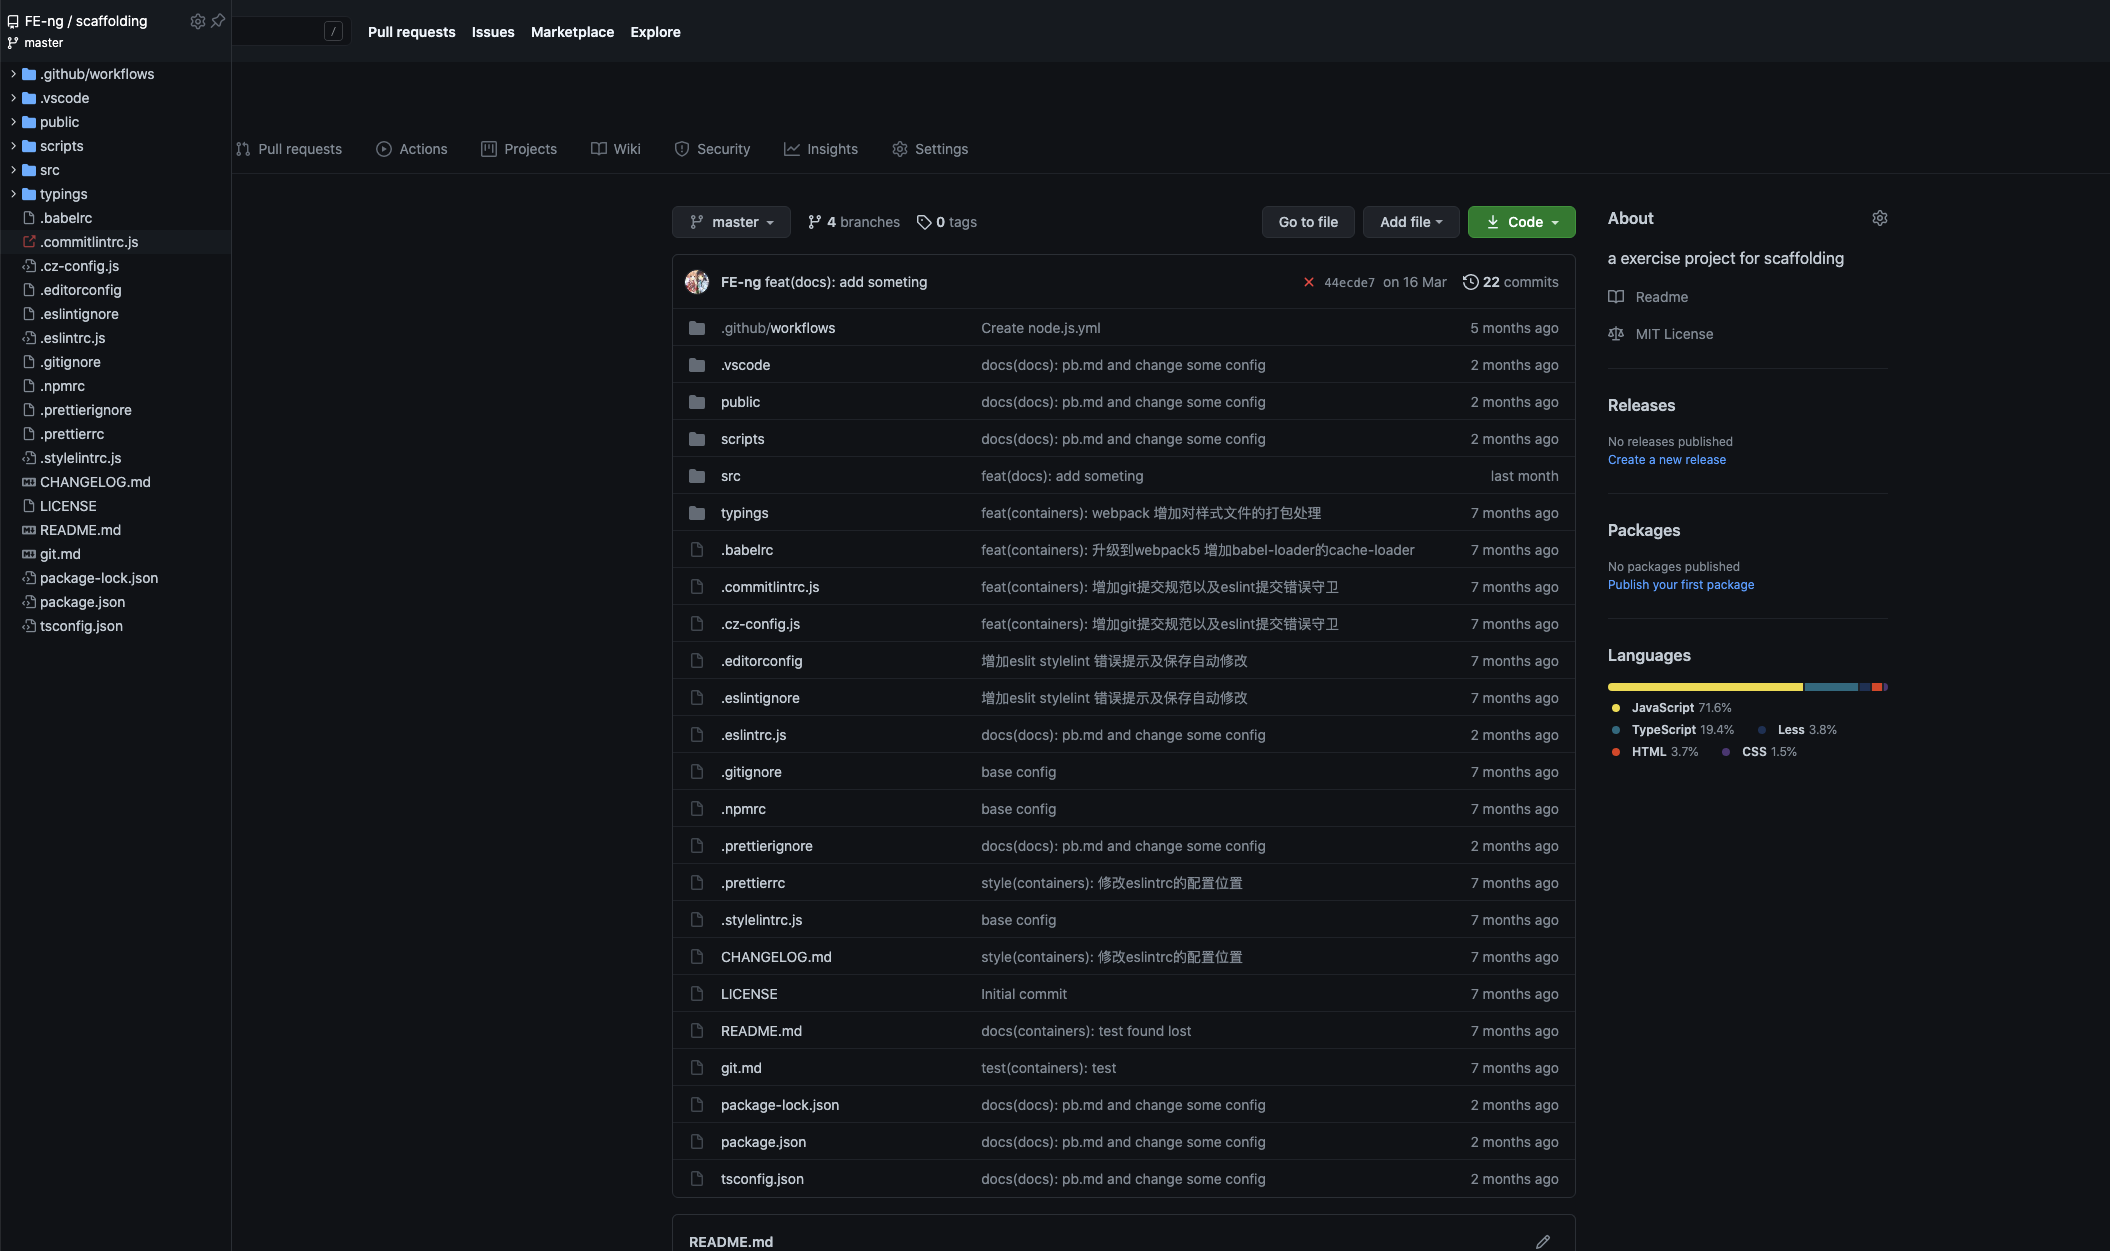 FE-ng / scaffolding
master
.github/workflows
.vscode
public
scripts
src
typings
.babelrc
.commitlintrc.js
.cz-config.js
.editorconfig
.eslintignore
.eslintrc.js
.gitignore
.npmrc
.prettierignore
.prettierrc
.stylelintrc.js
CHANGELOG.md
LICENSE
README.md
git.md
package-lock.json
package.json
tsconfig.json
/ Pull requests Issues Marketplace Explore
Pull requests Actions Projects Wiki Security Insights Settings
master 4 branches 0 tags Go to file Add file Code
FE-ng feat(docs): add someting 44ecde7 on 16 Mar 22 commits
.github/workflows Create node.js.yml 5 months ago
.vscode docs(docs): pb.md and change some config 2 months ago
public docs(docs): pb.md and change some config 2 months ago
scripts docs(docs): pb.md and change some config 2 months ago
src feat(docs): add someting last month
typings feat(containers): webpack 增加对样式文件的打包处理 7 months ago
.babelrc feat(containers): 升级到webpack5 增加babel-loader的cache-loader 7 months ago
.commitlintrc.js feat(containers): 增加git提交规范以及eslint提交错误守卫 7 months ago
.cz-config.js feat(containers): 增加git提交规范以及eslint提交错误守卫 7 months ago
.editorconfig 增加eslit stylelint 错误提示及保存自动修改 7 months ago
.eslintignore 增加eslit stylelint 错误提示及保存自动修改 7 months ago
.eslintrc.js docs(docs): pb.md and change some config 2 months ago
.gitignore base config 7 months ago
.npmrc base config 7 months ago
.prettierignore docs(docs): pb.md and change some config 2 months ago
.prettierrc style(containers): 修改eslintrc的配置位置 7 months ago
.stylelintrc.js base config 7 months ago
CHANGELOG.md style(containers): 修改eslintrc的配置位置 7 months ago
LICENSE Initial commit 7 months ago
README.md docs(containers): test found lost 7 months ago
git.md test(containers): test 7 months ago
package-lock.json docs(docs): pb.md and change some config 2 months ago
package.json docs(docs): pb.md and change some config 2 months ago
tsconfig.json docs(docs): pb.md and change some config 2 months ago
README.md
About
a exercise project for scaffolding
Readme
MIT License
Releases
No releases published
Create a new release
Packages
No packages published
Publish your first package
Languages
JavaScript 71.6%
TypeScript 19.4% Less 3.8%
HTML 3.7% CSS 1.5%